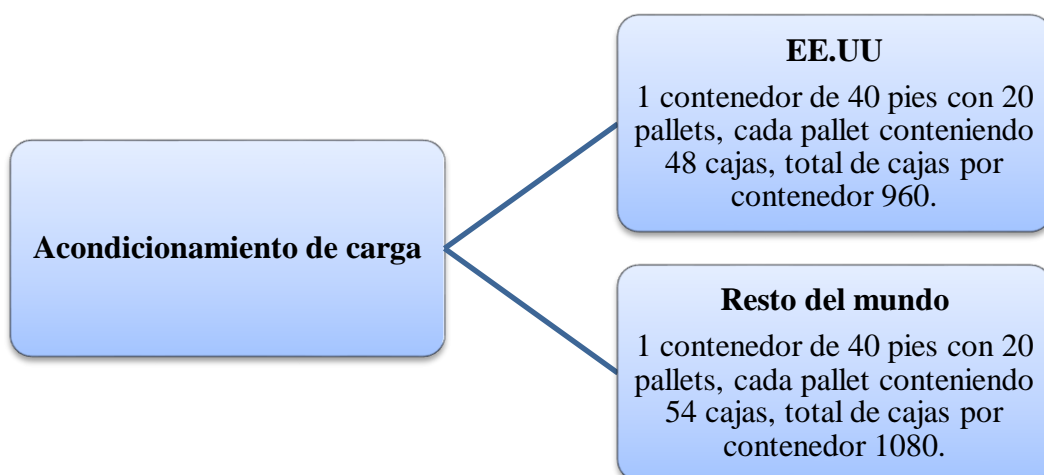 Acondicionamiento de carga
EE.UU
1 contenedor de 40 pies con 20
pallets, cada pallet conteniendo
48 cajas, total de cajas por
contenedor 960.
Resto del mundo
1 contenedor de 40 pies con 20
pallets, cada pallet conteniendo
54 cajas, total de cajas por
contenedor 1080.